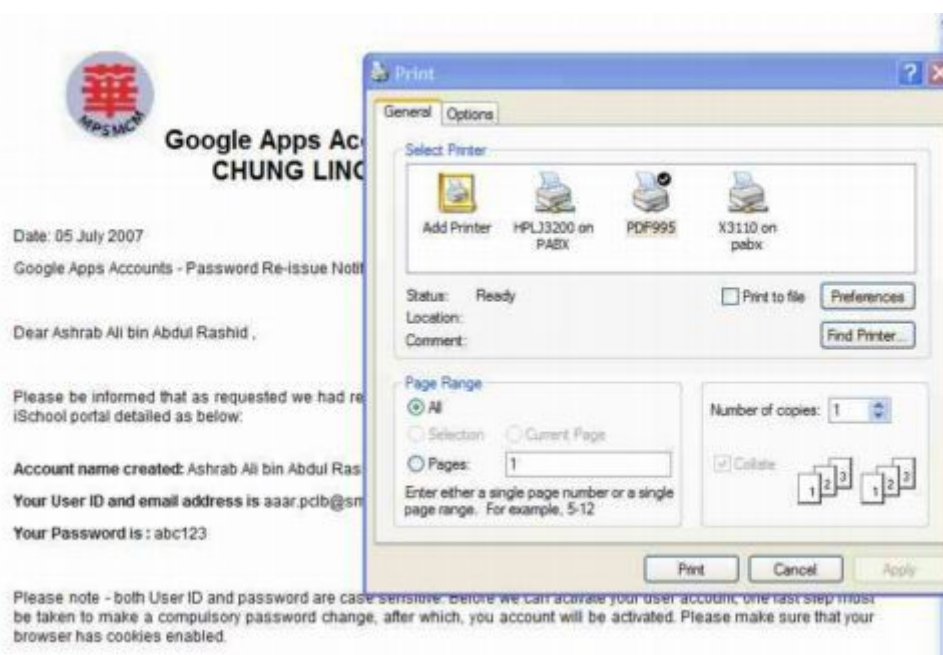 華
MPSMCM
Google Apps Ac
CHUNG LING
Date: 05 July 2007
Google Apps Accounts - Password Re-issue Notif
Dear Ashrab Ali bin Abdul Rashid ,
Please be informed that as requested we had re
iSchool portal detailed as below:
Account name created: Ashrab Ali bin Abdul Ras
Your User ID and email address is aaar.pclb@sm
Your Password is : abc123
Please note - both User ID and password are case sensitive. Before we can activate your user account, one last step must
be taken to make a compulsory password change, after which, you account will be activated. Please make sure that your
browser has cookies enabled.
Print
General Options
Select Printer
Add Printer
HPLJ3200 on PABX
PDF995
X3110 on pabx
Status: Ready
Location:
Comment:
Print to file
Preferences
Find Printer...
Page Range
All
Selection Current Page
Pages: 1
Enter either a single page number or a single
page range. For example, 5-12
Number of copies: 1
Collate
1 2 3 1 2 3
Print Cancel Apply